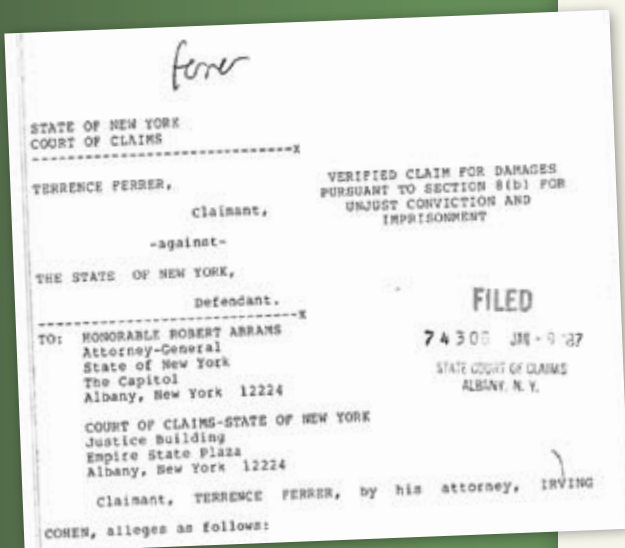 Ferrer
STATE OF NEW YORK
COURT OF CLAIMS
------------------------------X
TERRENCE FERRER,
Claimant,
-against-
THE STATE OF NEW YORK,
Defendant.
------------------------------X
VERIFIED CLAIM FOR DAMAGES
PURSUANT TO SECTION 8(b) FOR
UNJUST CONVICTION AND
IMPRISONMENT
FILED
JAN - 9 '87
STATE COURT OF CLAIMS
ALBANY, N. Y.
TO: HONORABLE ROBERT ABRAMS
Attorney-General
State of New York
The Capitol
Albany, New York 12224
COURT OF CLAIMS-STATE OF NEW YORK
Justice Building
Empire State Plaza
Albany, New York 12224
Claimant, TERRENCE FERRER, by his attorney, IRVING
COHEN, alleges as follows: